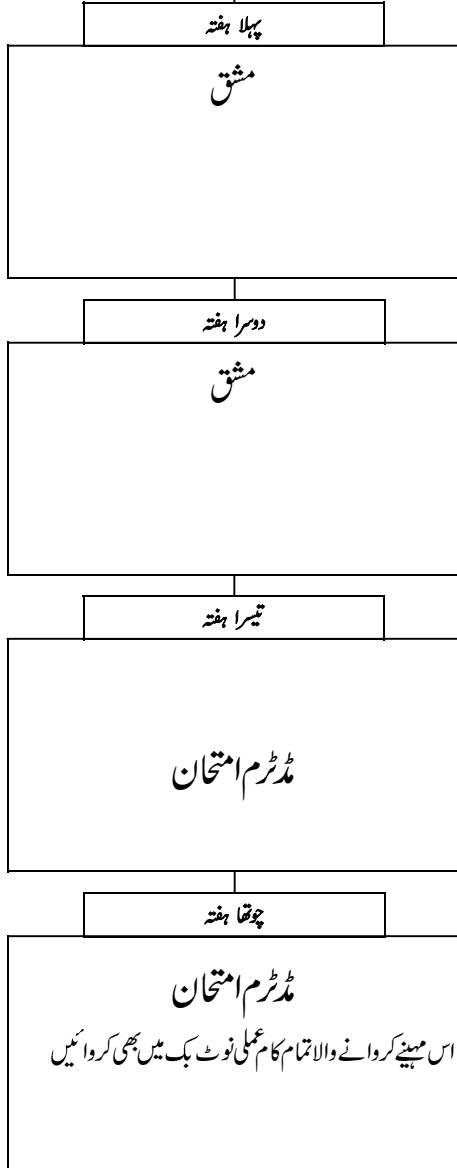 پہلا ہفتہ
مشق
دوسرا ہفتہ
مشق
تیسرا ہفتہ
مڈٹرم امتحان
چوتھا ہفتہ
مڈٹرم امتحان
اس مہینے کروانے والا تمام کام عملی نوٹ بک میں بھی کروائیں